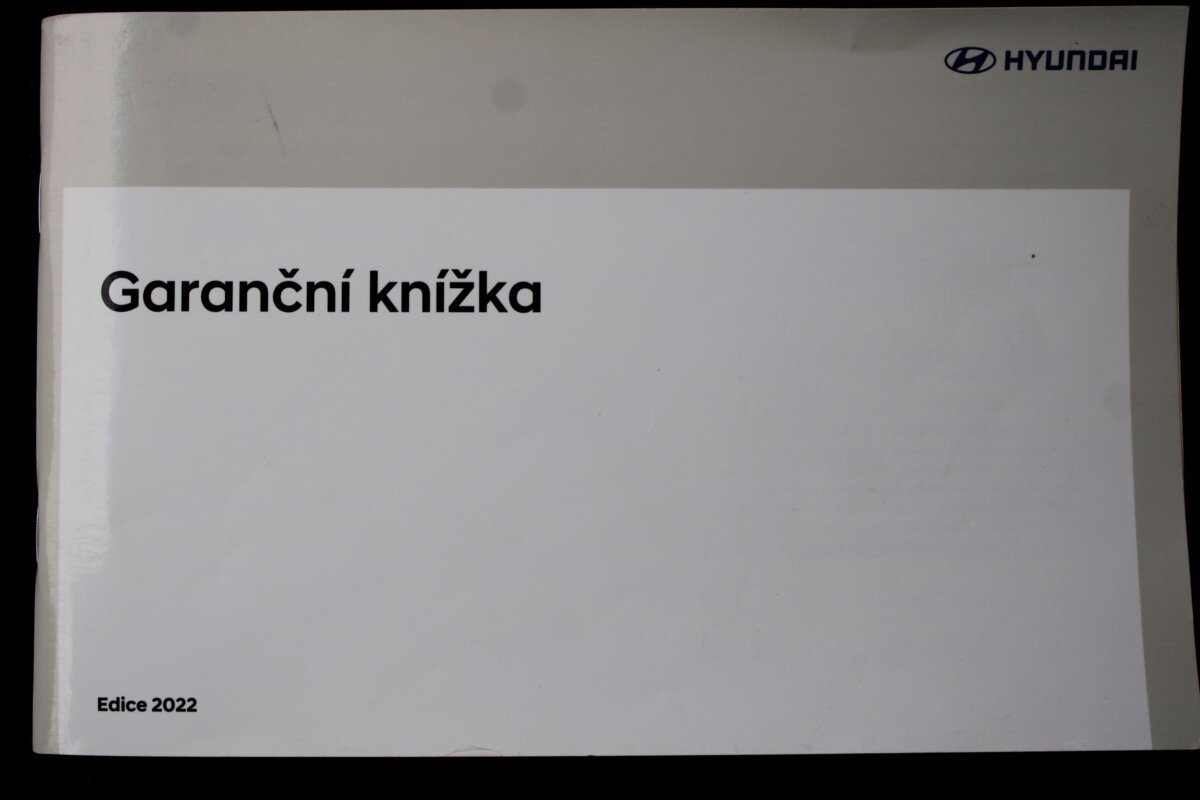 HYUNDAI
Garanční knížka
Edice 2022